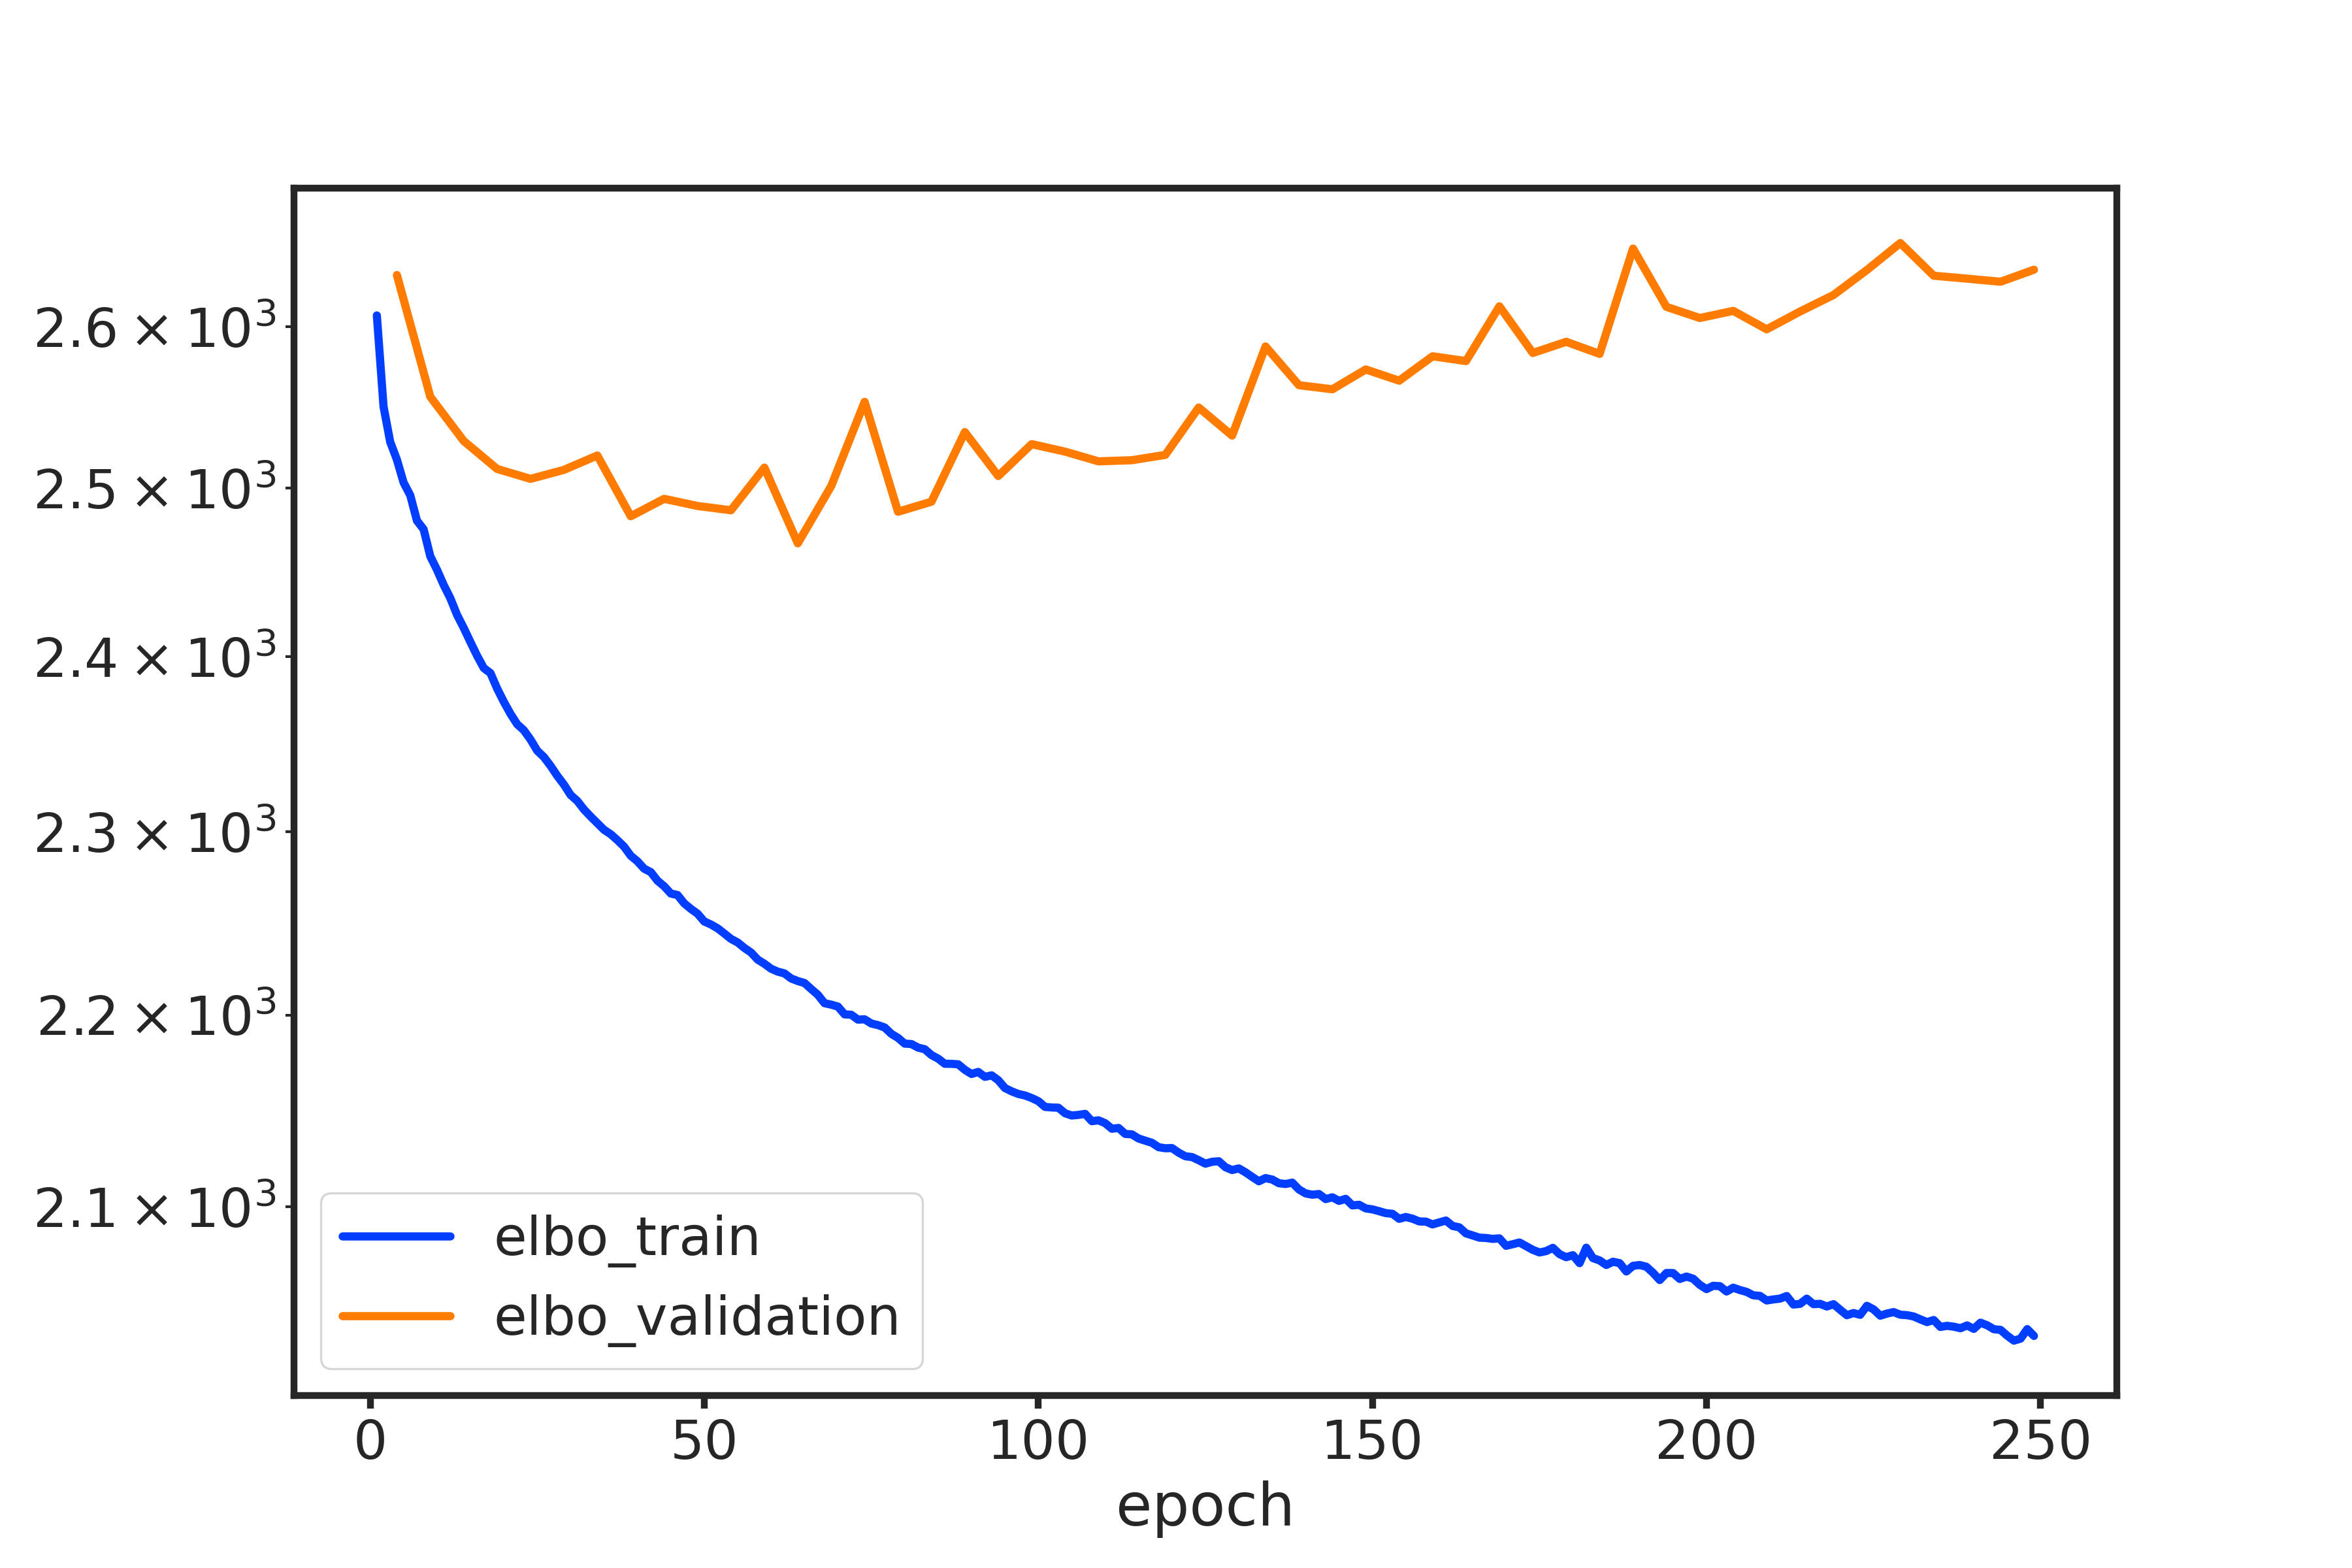 2.6 × 10³
2.5 × 10³
2.4 × 10³
2.3 × 10³
2.2 × 10³
2.1 × 10³
elbo_train
elbo_validation
0 50 100 150 200 250
epoch